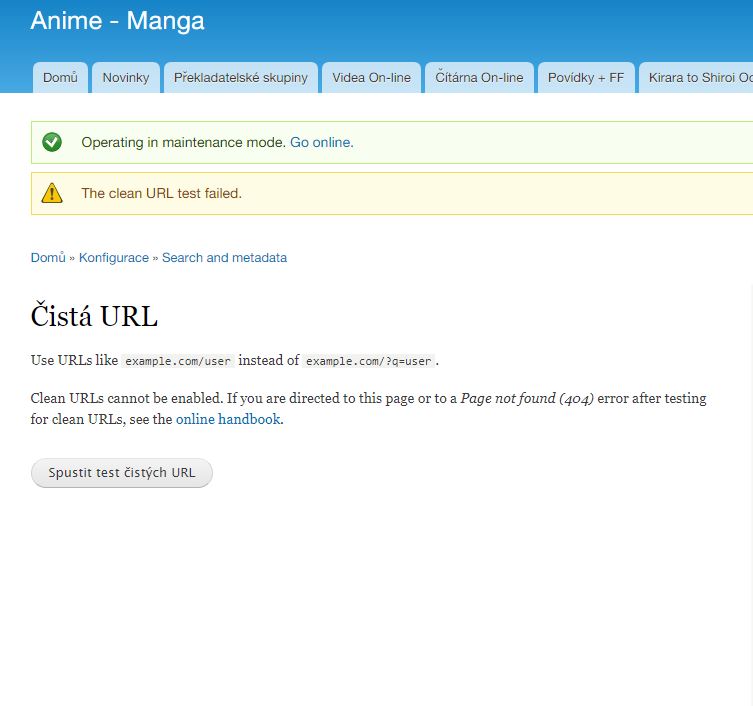 Anime - Manga
Domů
Novinky
Překladatelské skupiny
Videa On-line
Čítárna On-line
Povídky + FF
Kirara to Shiroi
Operating in maintenance mode. Go online.
The clean URL test failed.
Domů » Konfigurace » Search and metadata
Čistá URL
Use URLs like example.com/user instead of example.com/?q=user.
Clean URLs cannot be enabled. If you are directed to this page or to a Page not found (404) error after testing
for clean URLs, see the online handbook.
Spustit test čistých URL